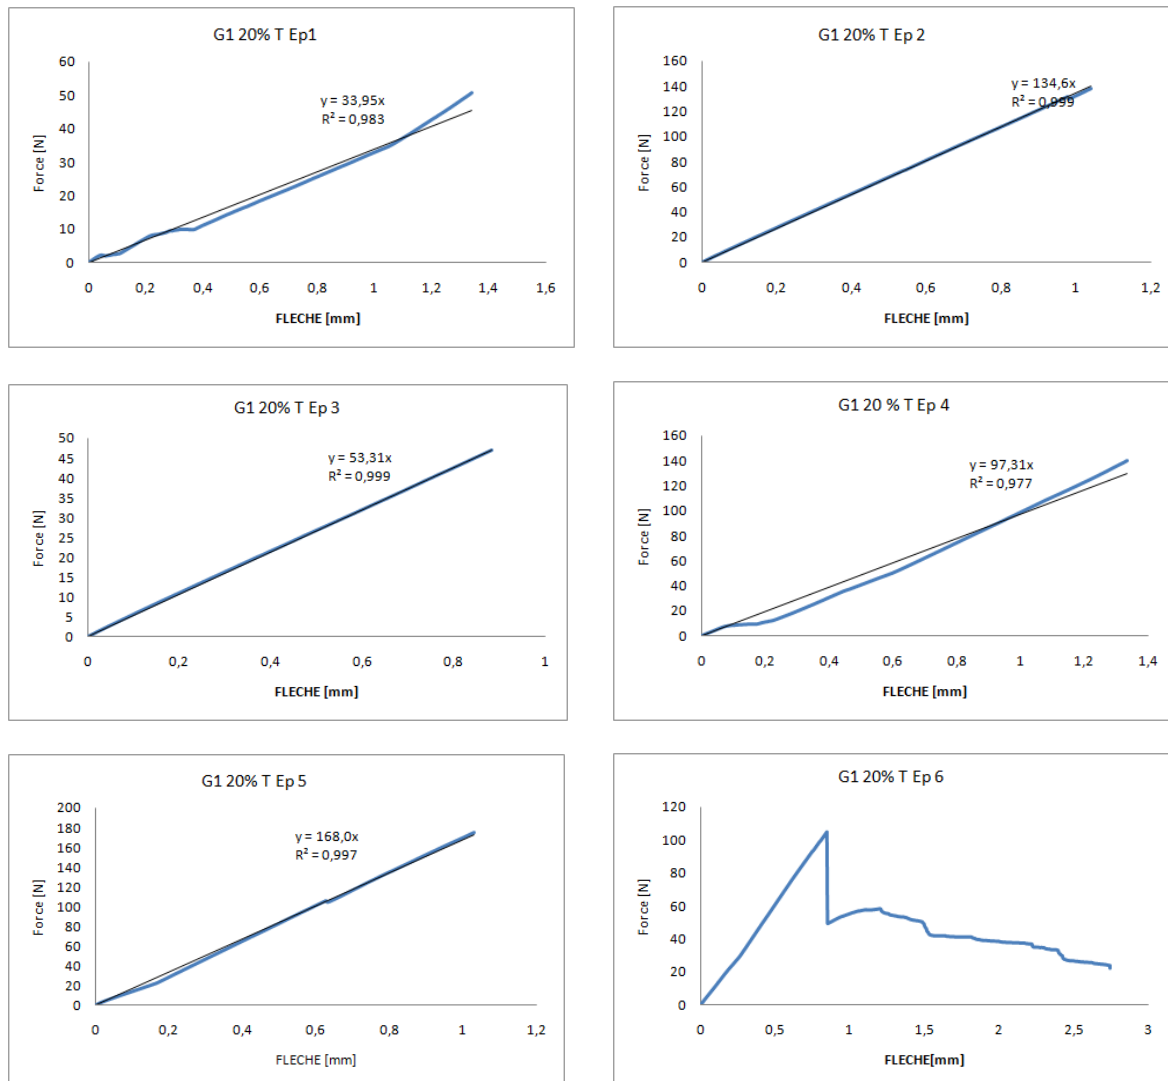 G1 20% T Ep1
60
50
40
30
20
10
0
Force [N]
y = 33,95x
R² = 0,983
0 0,2 0,4 0,6 0,8 1 1,2 1,4 1,6
FLECHE [mm]
G1 20% T Ep 2
160
140
120
100
80
60
40
20
0
Force [N]
y = 134,6x
R² = 0,999
0 0,2 0,4 0,6 0,8 1 1,2
FLECHE [mm]
G1 20% T Ep 3
50
45
40
35
30
25
20
15
10
5
0
Force [N]
y = 53,31x
R² = 0,999
0 0,2 0,4 0,6 0,8 1
FLECHE [mm]
G1 20 % T Ep 4
160
140
120
100
80
60
40
20
0
Force [N]
y = 97,31x
R² = 0,977
0 0,2 0,4 0,6 0,8 1 1,2 1,4
FLECHE [mm]
G1 20% T Ep 5
200
180
160
140
120
100
80
60
40
20
0
Force [N]
y = 168,0x
R² = 0,997
0 0,2 0,4 0,6 0,8 1 1,2
FLECHE [mm]
G1 20% T Ep 6
120
100
80
60
40
20
0
Force [N]
0 0,5 1 1,5 2 2,5 3
FLECHE[mm]